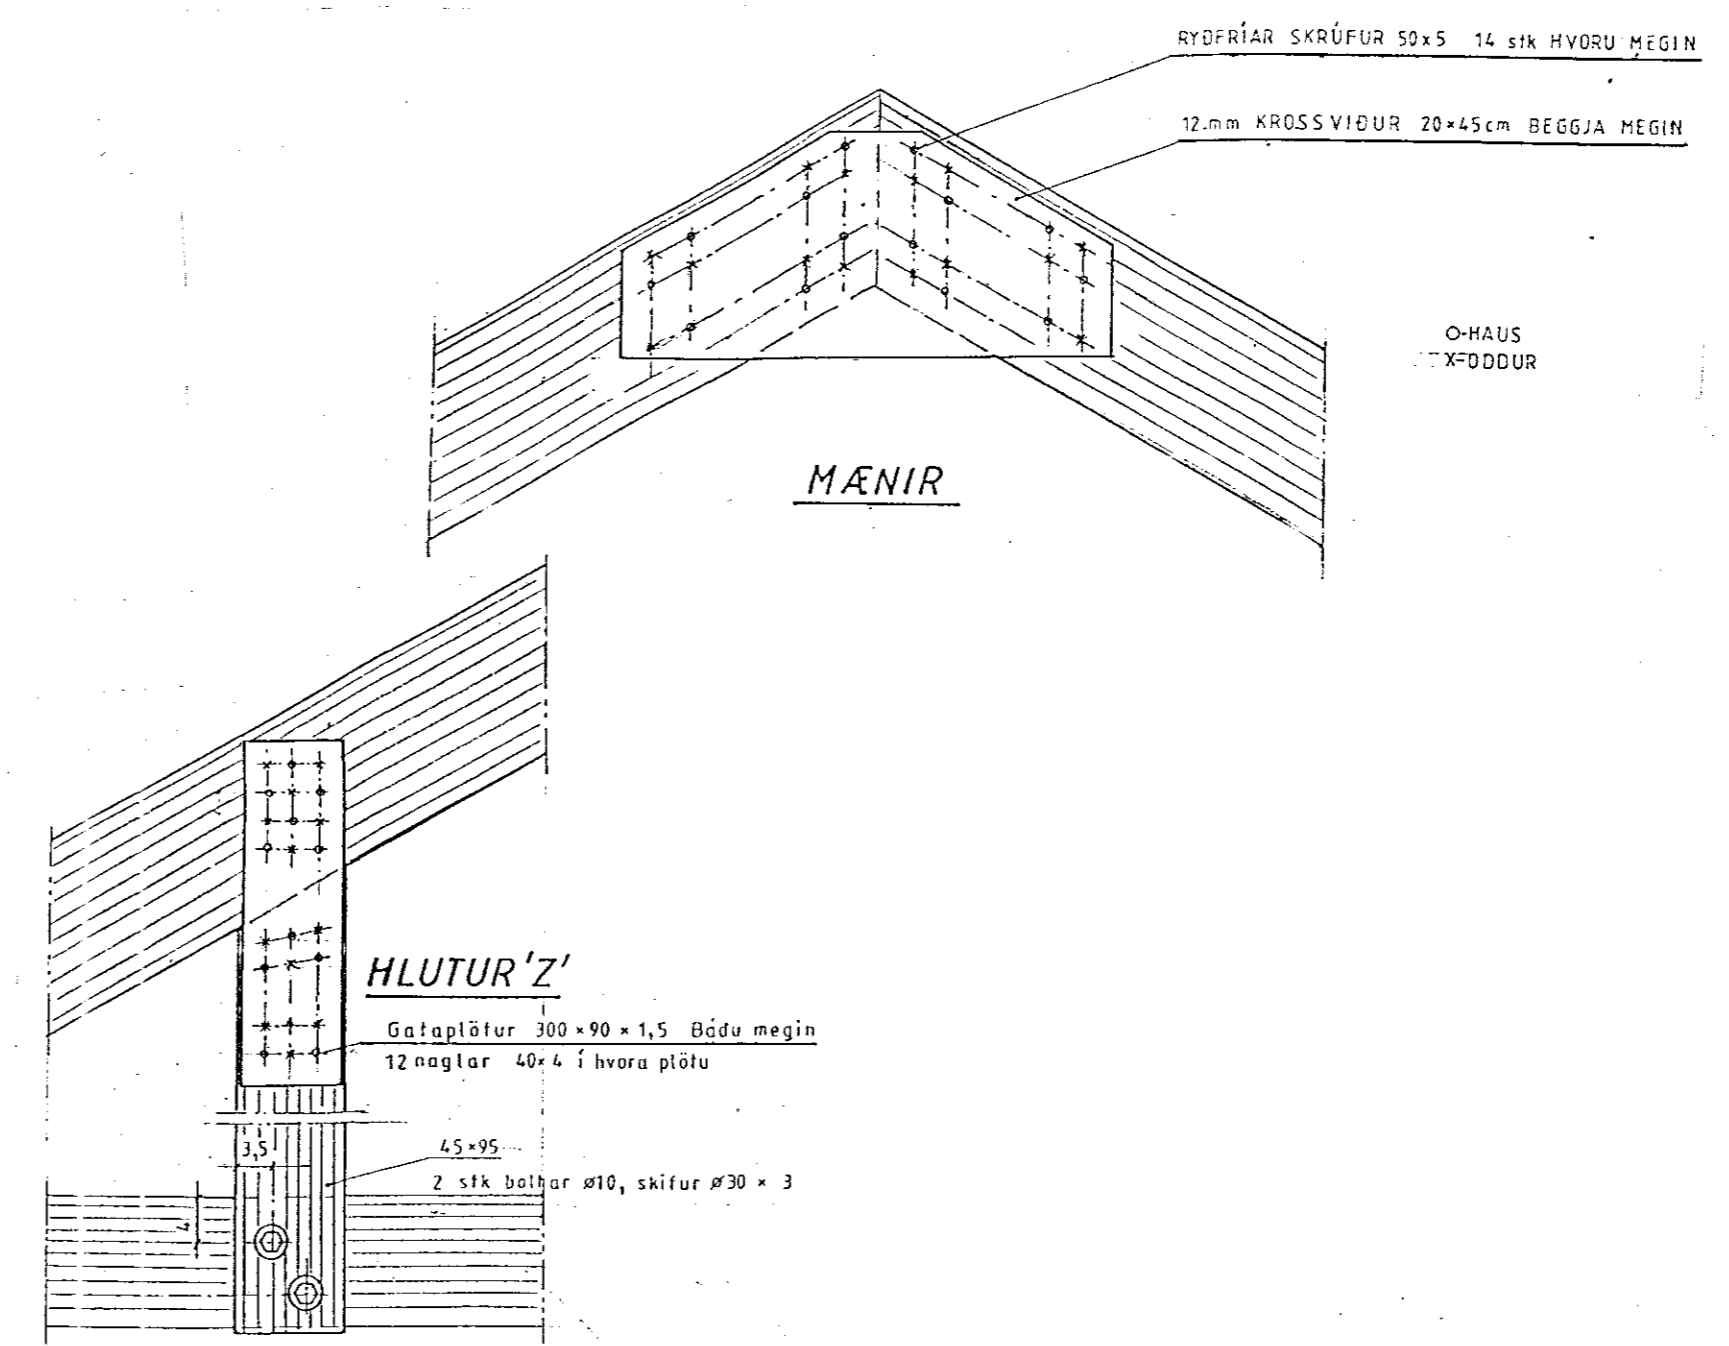 RYÐFRÍAR SKRÚFUR 50x5 14 stk HVORU MEGIN
12.mm KROSSVIÐUR 20×45cm BEGGJA MEGIN
O-HAUS
X=ODDUR
MÆNIR
HLUTUR 'Z'
Gataplötur 300×90×1,5 Báðu megin
12 naglar 40×4 í hvora plötu
3,5
45×95
2 stk boltar ø10, skifur ø30 × 3
4